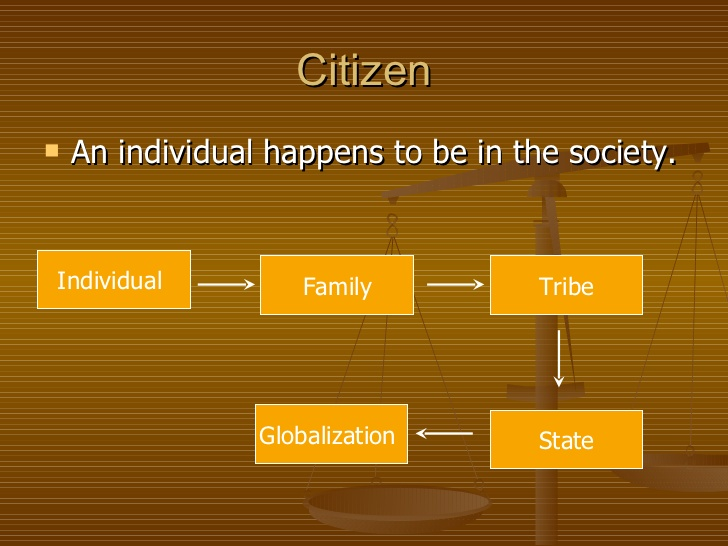 Citizen
An individual happens to be in the society.
Individual
Family
Tribe
State
Globalization